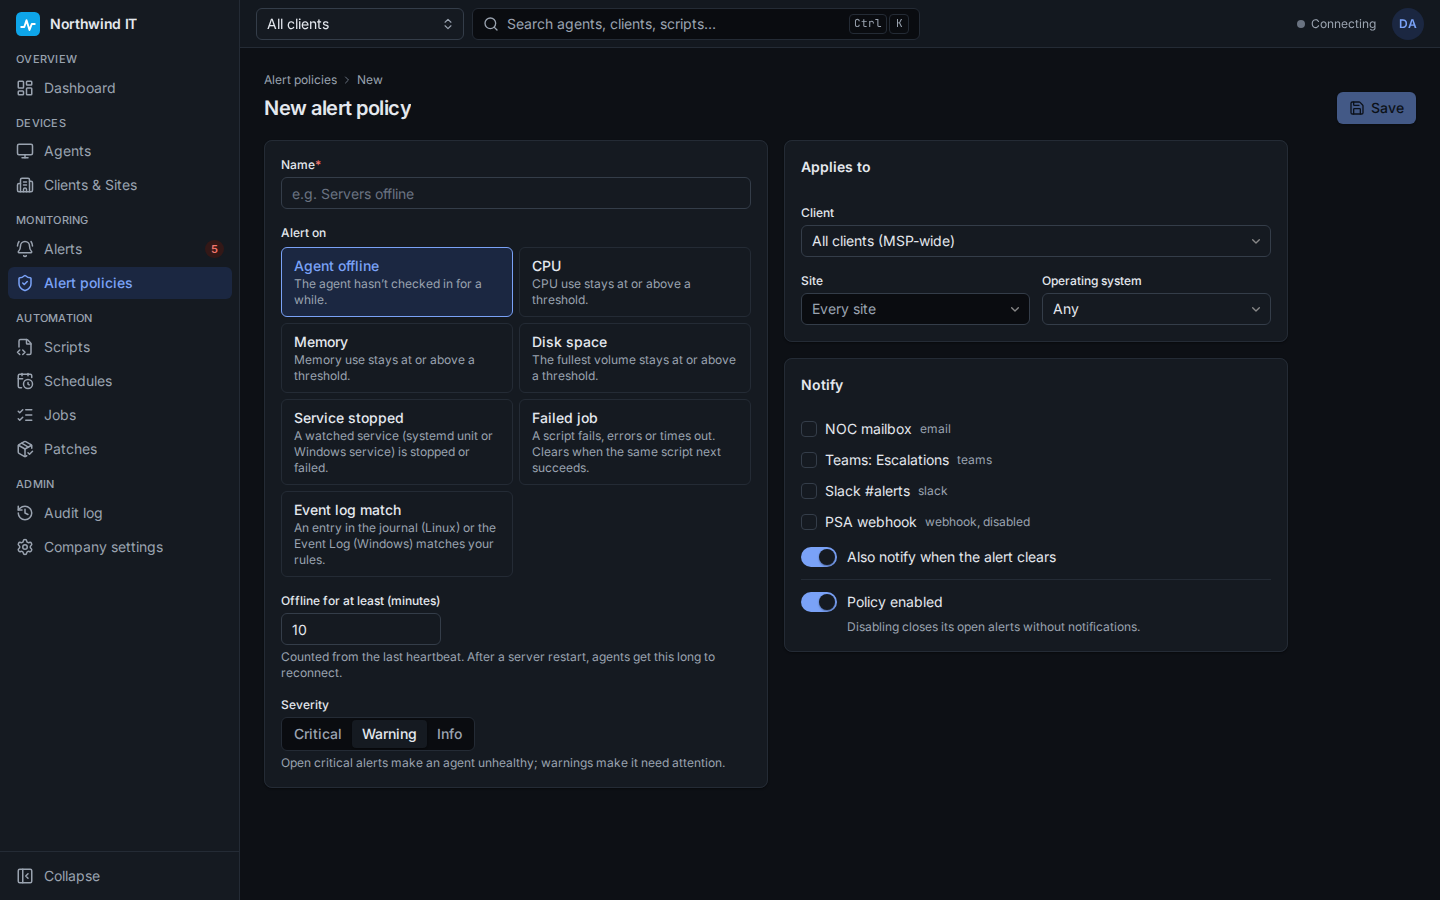 Northwind IT
All clients
Search agents, clients, scripts...
Ctrl K
Connecting
DA
OVERVIEW
Dashboard
DEVICES
Agents
Clients & Sites
MONITORING
Alerts
5
Alert policies
AUTOMATION
Scripts
Schedules
Jobs
Patches
ADMIN
Audit log
Company settings
Collapse
Alert policies > New
New alert policy
Save
Name*
e.g. Servers offline
Alert on
Agent offline
The agent hasn't checked in for a
while.
CPU
CPU use stays at or above a
threshold.
Memory
Memory use stays at or above a
threshold.
Disk space
The fullest volume stays at or above
a threshold.
Service stopped
A watched service (systemd unit or
Windows service) is stopped or
failed.
Failed job
A script fails, errors or times out.
Clears when the same script next
succeeds.
Event log match
An entry in the journal (Linux) or the
Event Log (Windows) matches your
rules.
Offline for at least (minutes)
10
Counted from the last heartbeat. After a server restart, agents get this long to
reconnect.
Severity
Critical Warning Info
Open critical alerts make an agent unhealthy; warnings make it need attention.
Applies to
Client
All clients (MSP-wide)
Site
Every site
Operating system
Any
Notify
NOC mailbox email
Teams: Escalations teams
Slack #alerts slack
PSA webhook webhook, disabled
Also notify when the alert clears
Policy enabled
Disabling closes its open alerts without notifications.